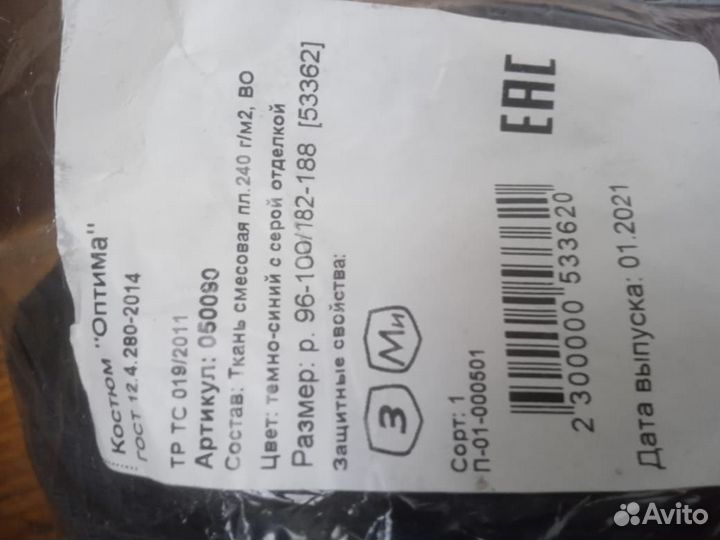 Костюм "Оптима"
ГОСТ 12.4.280-2014
ТР ТС 019/2011
Артикул: 050090
Состав: Ткань смесовая пл.240 г/м2, ВО
Цвет: темно-синий с серой отделкой
Размер: р. 96-100/182-188 [53362]
Защитные свойства:
З Ми
Сорт: 1
П-01-000501
ЕАС
2 300000 533620
Дата выпуска: 01.2021
Avito